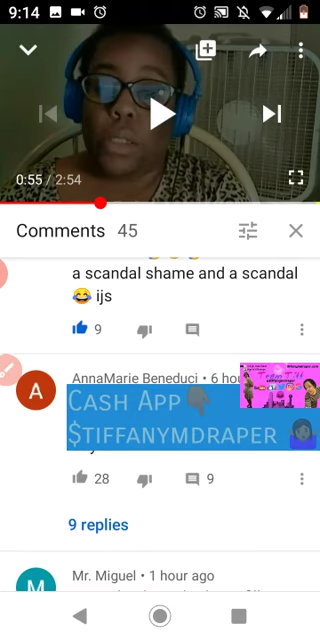 9:14
0:55 / 2:54
Comments 45
a scandal shame and a scandal
😂 ijs
9
A
AnnaMarie Beneduci • 6 hou
CASH APP👇🏿
$TIFFANYMDRAPER 🤷🏿‍♀️
28
9
9 replies
M
Mr. Miguel • 1 hour ago